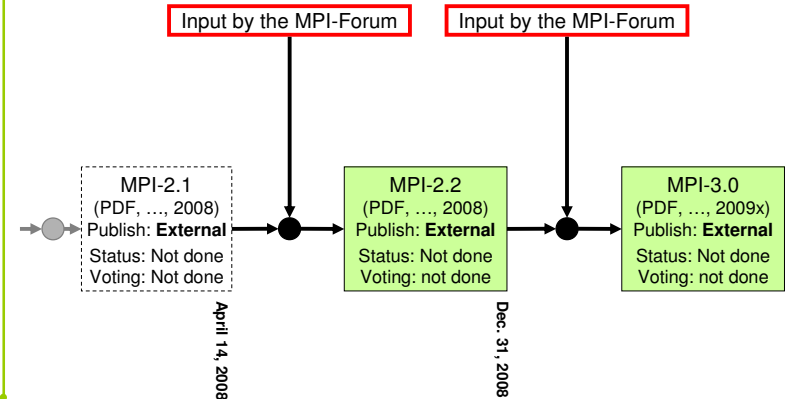 Input by the MPI-Forum
Input by the MPI-Forum
MPI-2.1
(PDF, …, 2008)
Publish: External
Status: Not done
Voting: Not done
MPI-2.2
(PDF, …, 2008)
Publish: External
Status: Not done
Voting: not done
MPI-3.0
(PDF, …, 2009x)
Publish: External
Status: Not done
Voting: not done
April 14, 2008
Dec. 31, 2008